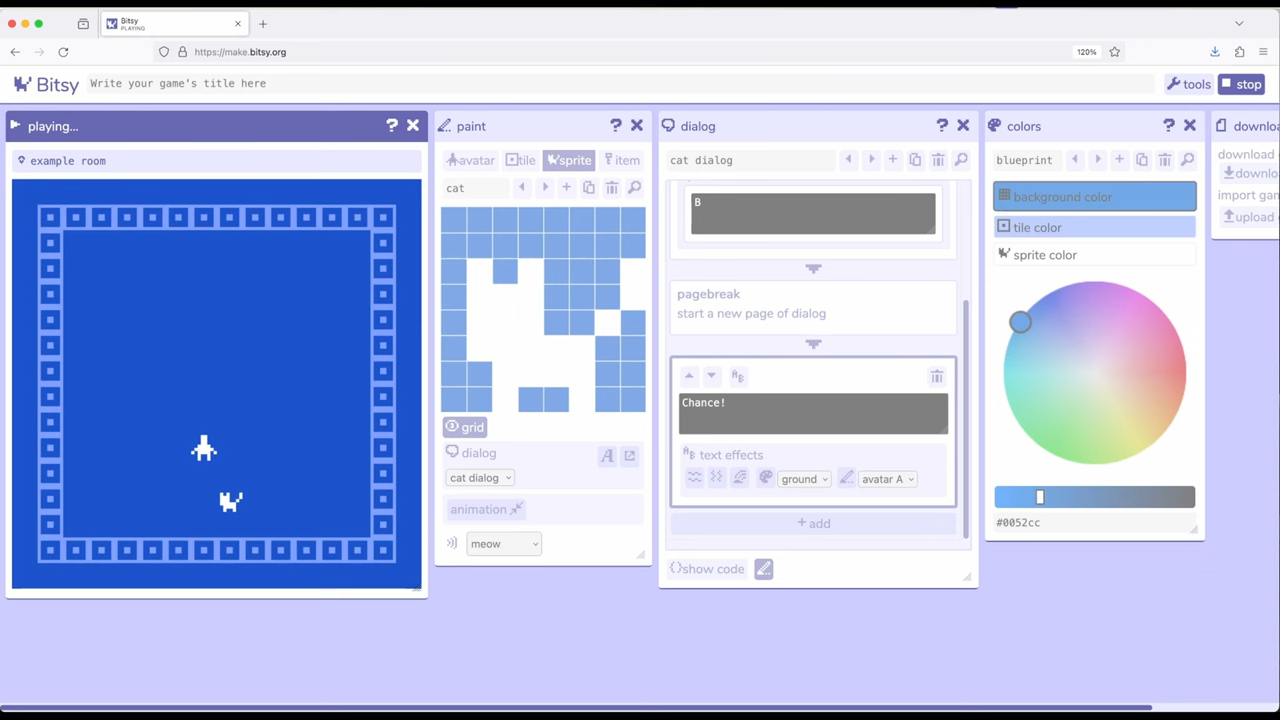 Bitsy
PLAYING
https://make.bitsy.org
120%
Bitsy
Write your game's title here
tools
stop
playing...
example room
paint
avatar
tile
sprite
item
cat
grid
dialog
cat dialog
animation
meow
dialog
cat dialog
B
pagebreak
start a new page of dialog
Chance!
text effects
ground
avatar A
+ add
show code
colors
blueprint
background color
tile color
sprite color
#0052cc
downloa
download
downloa
import gam
upload